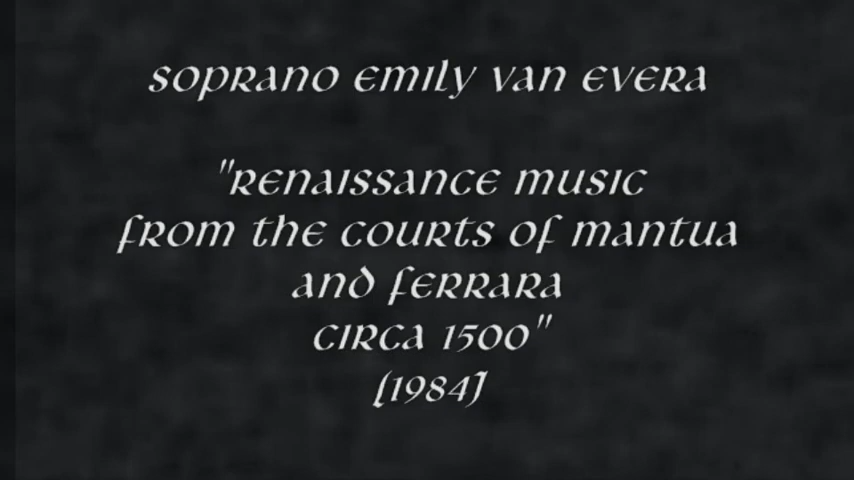 SOPRANO EMILY VAN EVERA
"RENAISSANCE MUSIC
FROM THE COURTS OF MANTUA
AND FERRARA
CIRCA 1500"
[1984]